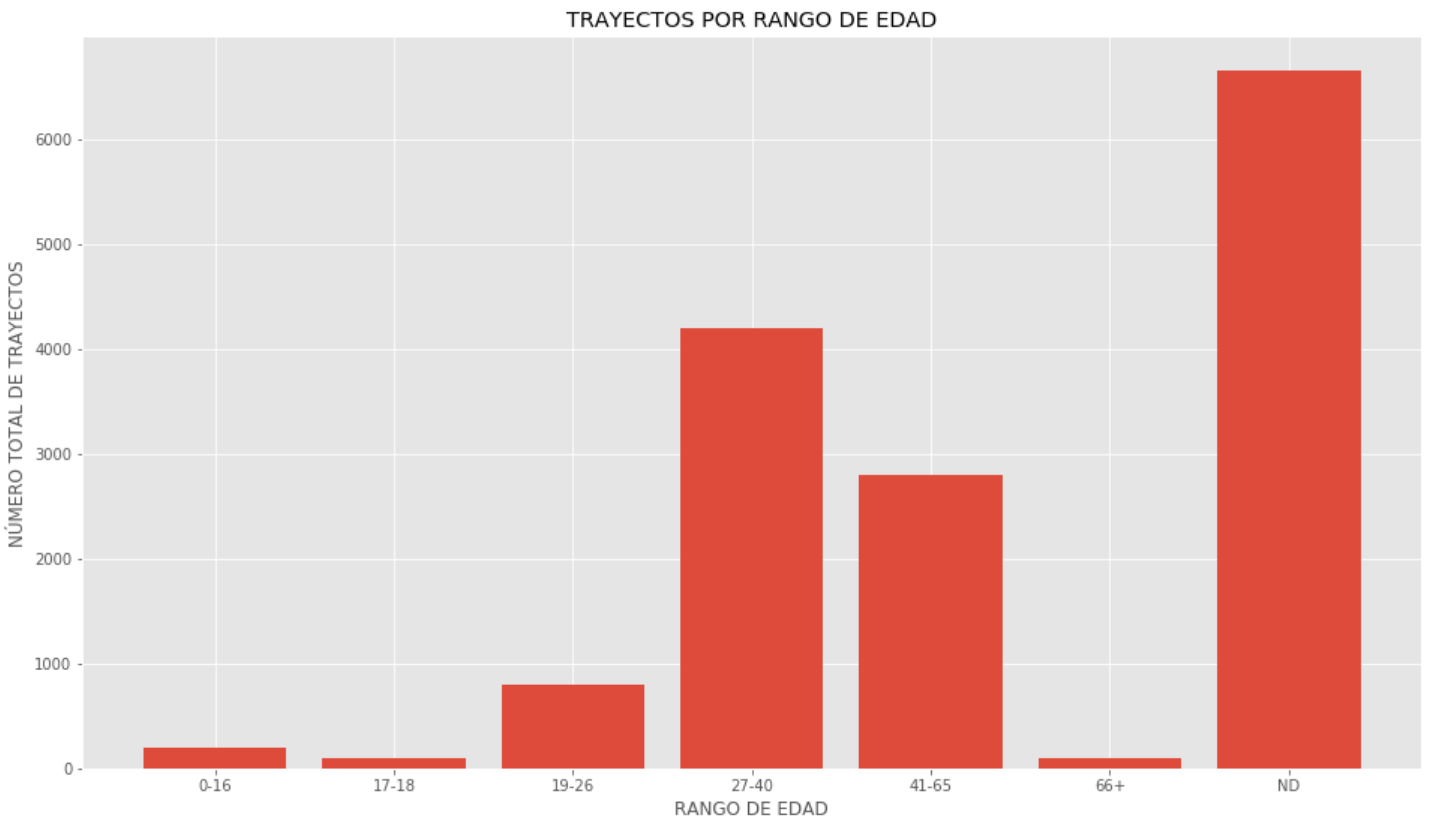 TRAYECTOS POR RANGO DE EDAD
NÚMERO TOTAL DE TRAYECTOS
6000
5000
4000
3000
2000
1000
0
0-16 17-18 19-26 27-40 41-65 66+ ND
RANGO DE EDAD